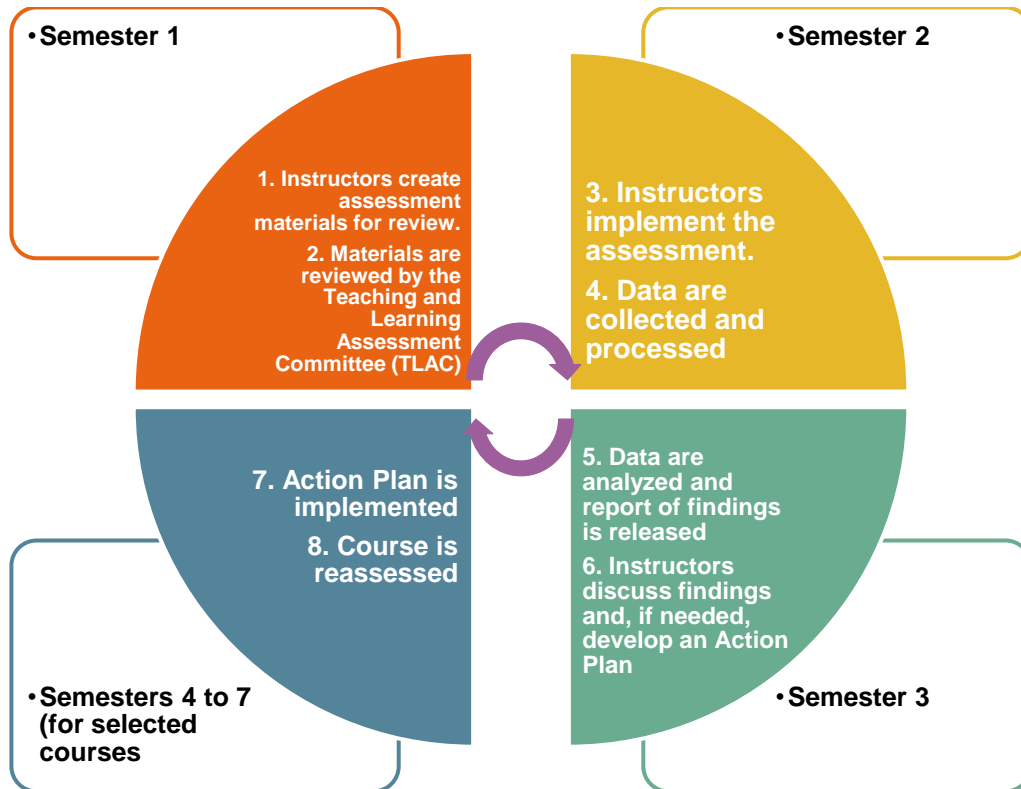 •Semester 1
1. Instructors create
assessment
materials for review.
2. Materials are
reviewed by the
Teaching and
Learning
Assessment
Committee (TLAC)
•Semester 2
3. Instructors
implement the
assessment.
4. Data are
collected and
processed
5. Data are
analyzed and
report of findings
is released
6. Instructors
discuss findings
and, if needed,
develop an Action
Plan
•Semester 3
7. Action Plan is
implemented
8. Course is
reassessed
•Semesters 4 to 7
(for selected
courses